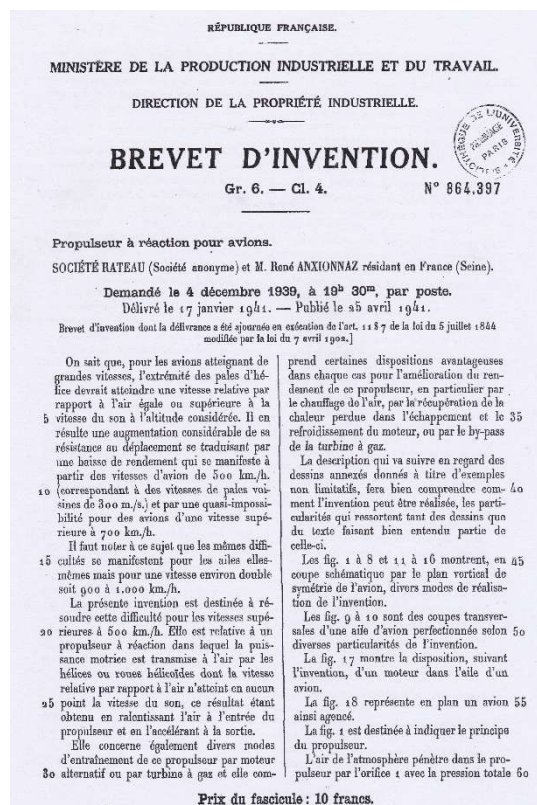 RÉPUBLIQUE FRANÇAISE.
MINISTÈRE DE LA PRODUCTION INDUSTRIELLE ET DU TRAVAIL.
DIRECTION DE LA PROPRIÉTÉ INDUSTRIELLE.
BREVET D'INVENTION.
Gr. 6. — Cl. 4.
N° 864.397
Propulseur à réaction pour avions.
SOCIÉTÉ RATEAU (Société anonyme) et M. René ANXIONNAZ résidant en France (Seine).
Demandé le 4 décembre 1939, à 19h 30m, par poste.
Délivré le 17 janvier 1941. — Publié le 25 avril 1941.
Brevet d'invention dont la délivrance a été ajournée en exécution de l'art. 11 § 7 de la loi du 5 juillet 1844
modifiée par la loi du 7 avril 1902.]
On sait que, pour les avions atteignant de
grandes vitesses, l'extrémité des pales d'hé-
lice devrait atteindre une vitesse relative par
rapport à l'air égale ou supérieure à la
5 vitesse du son à l'altitude considérée. Il en
résulte une augmentation considérable de sa
résistance au déplacement se traduisant par
une baisse de rendement qui se manifeste à
partir des vitesses d'avion de 500 km./h.
10 (correspondant à des vitesses de pales voi-
sines de 300 m./s.) et par une quasi-impossi-
bilité pour des avions d'une vitesse supé-
rieure à 700 km./h.
Il faut noter à ce sujet que les mêmes diffi-
15 cultés se manifestent pour les ailes elles-
mêmes mais pour une vitesse environ double
soit 900 à 1.000 km./h.
La présente invention est destinée à ré-
soudre cette difficulté pour les vitesses supé-
20 rieures à 500 km./h. Elle est relative à un
propulseur à réaction dans lequel la puis-
sance motrice est transmise à l'air par les
hélices ou roues hélicoïdes dont la vitesse
relative par rapport à l'air n'atteint en aucun
25 point la vitesse du son, ce résultat étant
obtenu en ralentissant l'air à l'entrée du
propulseur et en l'accélérant à la sortie.
Elle concerne également divers modes
d'entraînement de ce propulseur par moteur
30 alternatif ou par turbine à gaz et elle com-
prend certaines dispositions avantageuses
dans chaque cas pour l'amélioration du ren-
dement de ce propulseur, en particulier par
le chauffage de l'air, par la récupération de la
chaleur perdue dans l'échappement et le 35
refroidissement du moteur, ou par le by-pass
de la turbine à gaz.
La description qui va suivre en regard des
dessins annexés donnés à titre d'exemples
non limitatifs, fera bien comprendre com- 40
ment l'invention peut être réalisée, les parti-
cularités qui ressortent tant des dessins que
du texte faisant bien entendu partie de
celle-ci.
Les fig. 1 à 8 et 11 à 16 montrent, en 45
coupe schématique par le plan vertical de
symétrie de l'avion, divers modes de réalisa-
tion de l'invention.
Les fig. 9 à 10 sont des coupes transver-
sales d'une aile d'avion perfectionnée selon 50
diverses particularités de l'invention.
La fig. 17 montre la disposition, suivant
l'invention, d'un moteur dans l'aile d'un
avion.
La fig. 18 représente en plan un avion 55
ainsi agencé.
La fig. 1 est destinée à indiquer le principe
du propulseur.
L'air de l'atmosphère pénètre dans le pro-
pulseur par l'orifice 1 avec la pression totale 60
Prix du fascicule : 10 francs.